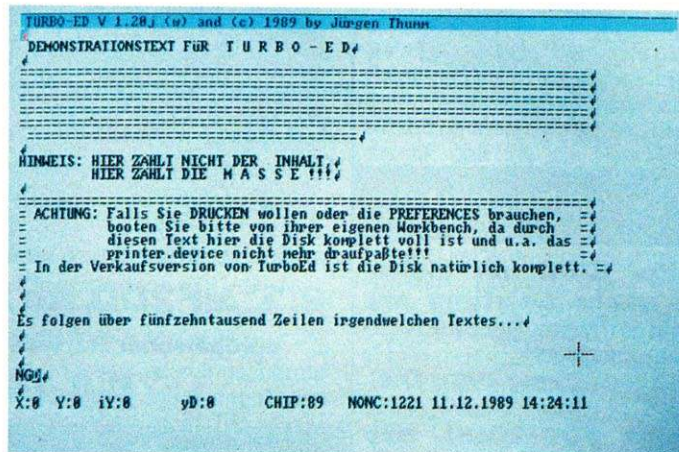 TURBO-ED V 1.20j (w) and (c) 1989 by Jürgen Thumm
DEMONSTRATIONSTEXT FüR T U R B O - E D
HINWEIS: HIER ZÄHLT NICHT DER INHALT,
HIER ZÄHLT DIE M A S S E !!!
= ACHTUNG: Falls Sie DRUCKEN wollen oder die PREFERENCES brauchen, =
= booten Sie bitte von ihrer eigenen Workbench, da durch =
= diesen Text hier die Disk komplett voll ist und u.a. das =
= printer.device nicht mehr draufpaßte!!! =
= In der Verkaufsversion von TurboEd ist die Disk natürlich komplett. =
Es folgen über fünfzehntausend Zeilen irgendwelchen Textes...
X:0 Y:0 iY:0 yD:0 CHIP:89 NONC:1221 11.12.1989 14:24:11